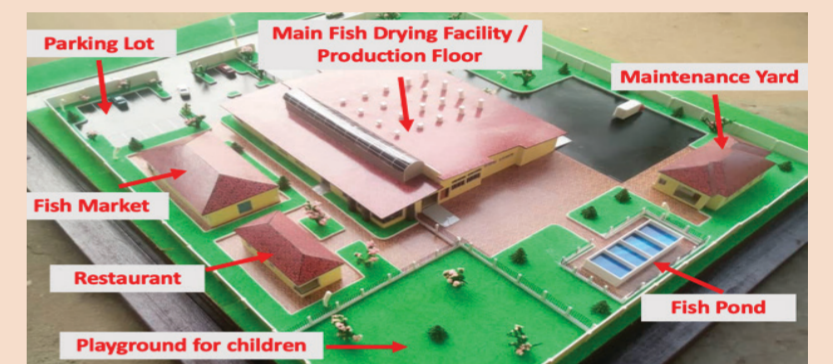 Parking Lot
Main Fish Drying Facility /
Production Floor
Maintenance Yard
Fish Market
Restaurant
Fish Pond
Playground for children